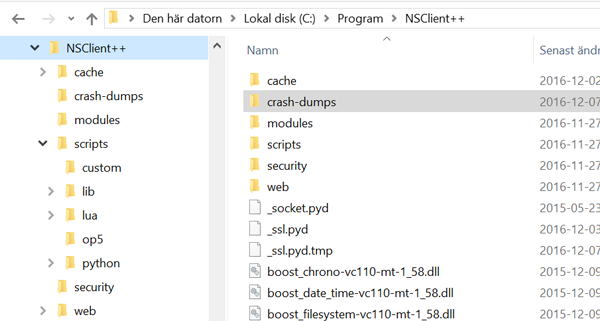 Den här datorn > Lokal disk (C:) > Program > NSClient++
NSClient++
cache
crash-dumps
modules
scripts
custom
lib
lua
op5
python
security
web
Namn Senast ändr
cache 2016-12-02
crash-dumps 2016-12-07
modules 2016-11-27
scripts 2016-11-27
security 2016-11-27
web 2016-11-27
_socket.pyd 2015-05-23
_ssl.pyd 2016-12-03
_ssl.pyd.tmp 2016-12-07
boost_chrono-vc110-mt-1_58.dll 2015-12-09
boost_date_time-vc110-mt-1_58.dll 2015-12-09
boost_filesystem-vc110-mt-1_58.dll 2015-12-09